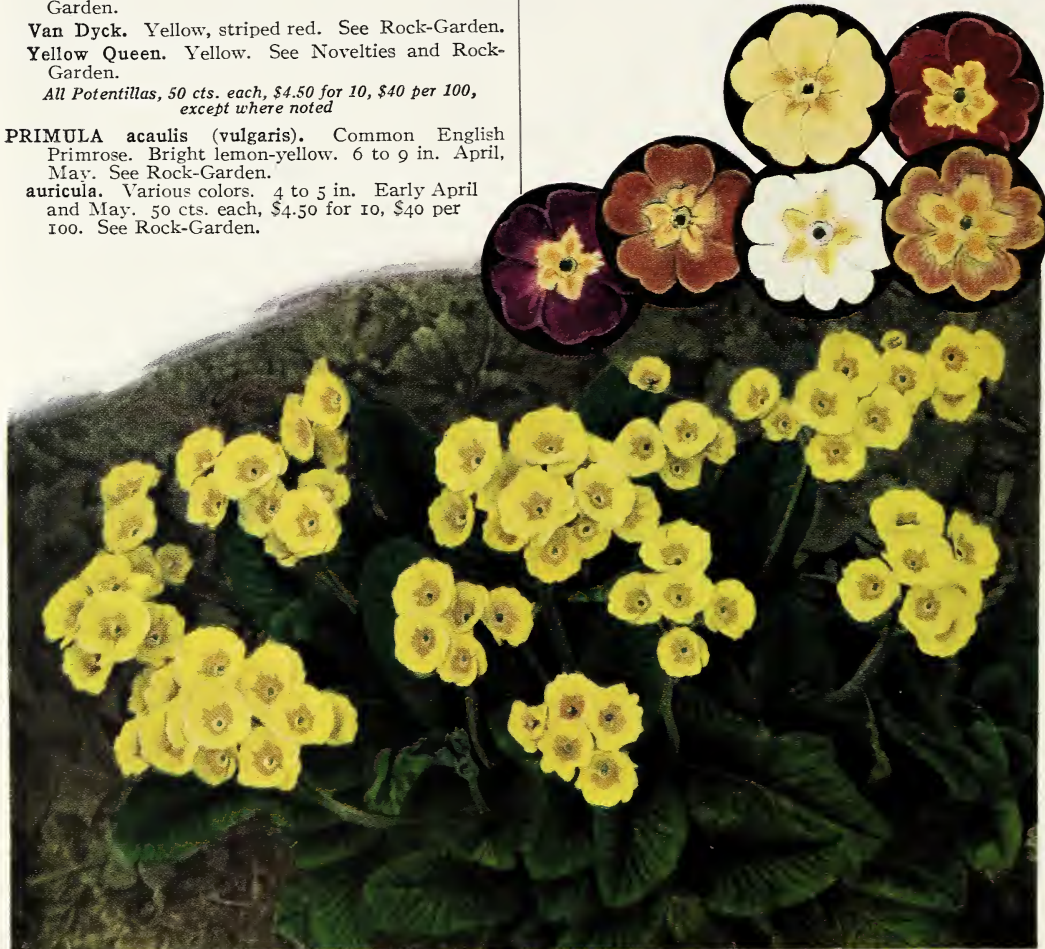 Garden.
Van Dyck. Yellow, striped red. See Rock-Garden.
Yellow Queen. Yellow. See Novelties and Rock-
Garden.
All Potentillas, 50 cts. each, $4.50 for 10, $40 per 100,
except where noted
PRIMULA acaulis (vulgaris). Common English
Primrose. Bright lemon-yellow. 6 to 9 in. April,
May. See Rock-Garden.
auricula. Various colors. 4 to 5 in. Early April
and May. 50 cts. each, $4.50 for 10, $40 per
100. See Rock-Garden.